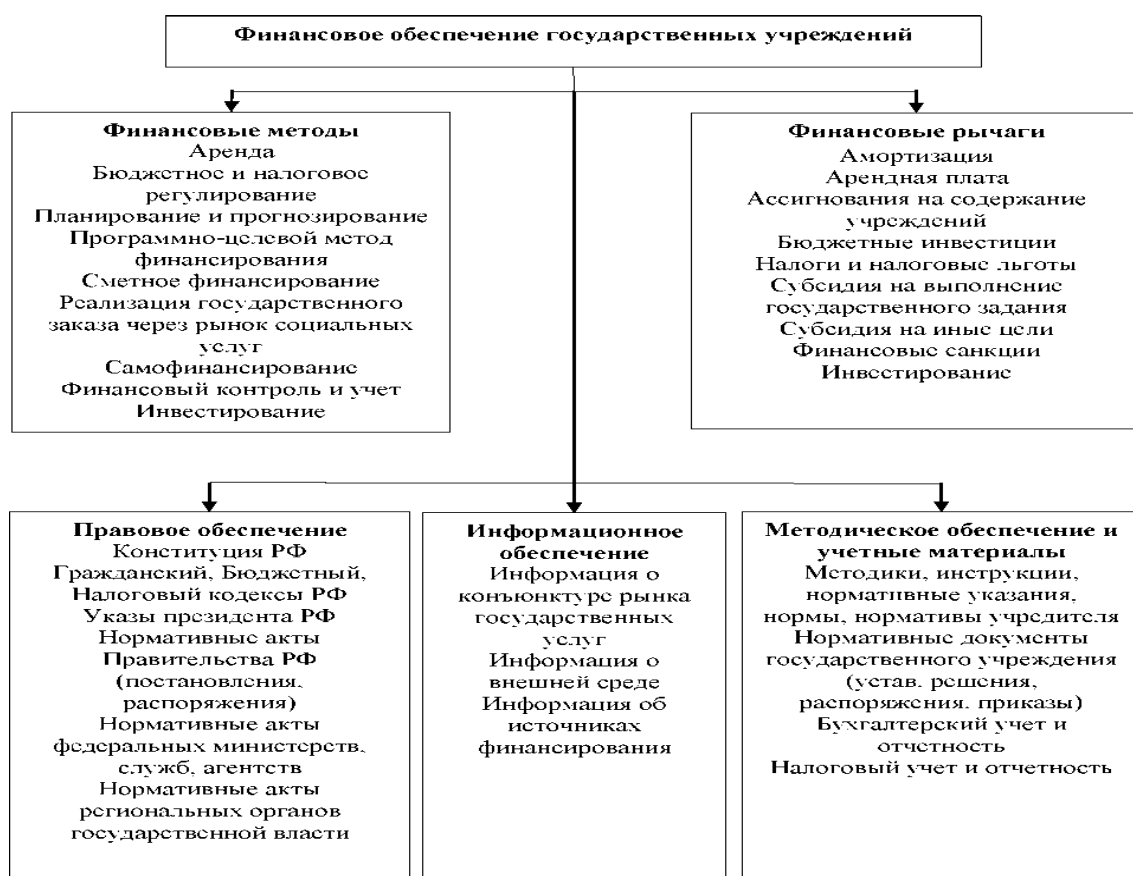 Финансовое обеспечение государственных учреждений
Финансовые методы
Аренда
Бюджетное и налоговое
регулирование
Планирование и прогнозирование
Программно-целевой метод
финансирования
Сметное финансирование
Реализация государственного
заказа через рынок социальных
услуг
Самофинансирование
Финансовый контроль и учет
Инвестирование
Финансовые рычаги
Амортизация
Арендная плата
Ассигнования на содержание
учреждений
Бюджетные инвестиции
Налоги и налоговые льготы
Субсидия на выполнение
государственного задания
Субсидия на иные цели
Финансовые санкции
Инвестирование
Правовое обеспечение
Конституция РФ
Гражданский, Бюджетный,
Налоговый кодексы РФ
Указы президента РФ
Нормативные акты
Правительства РФ
(постановления,
распоряжения)
Нормативные акты
федеральных министерств,
служб, агентств
Нормативные акты
региональных органов
государственной власти
Информационное
обеспечение
Информация о
конъюнктуре рынка
государственных
услуг
Информация о
внешней среде
Информация об
источниках
финансирования
Методическое обеспечение и
учетные материалы
Методики, инструкции,
нормативные указания,
нормы, нормативы учредителя
Нормативные документы
государственного учреждения
(устав, решения,
распоряжения, приказы)
Бухгалтерский учет и
отчетность
Налоговый учет и отчетность